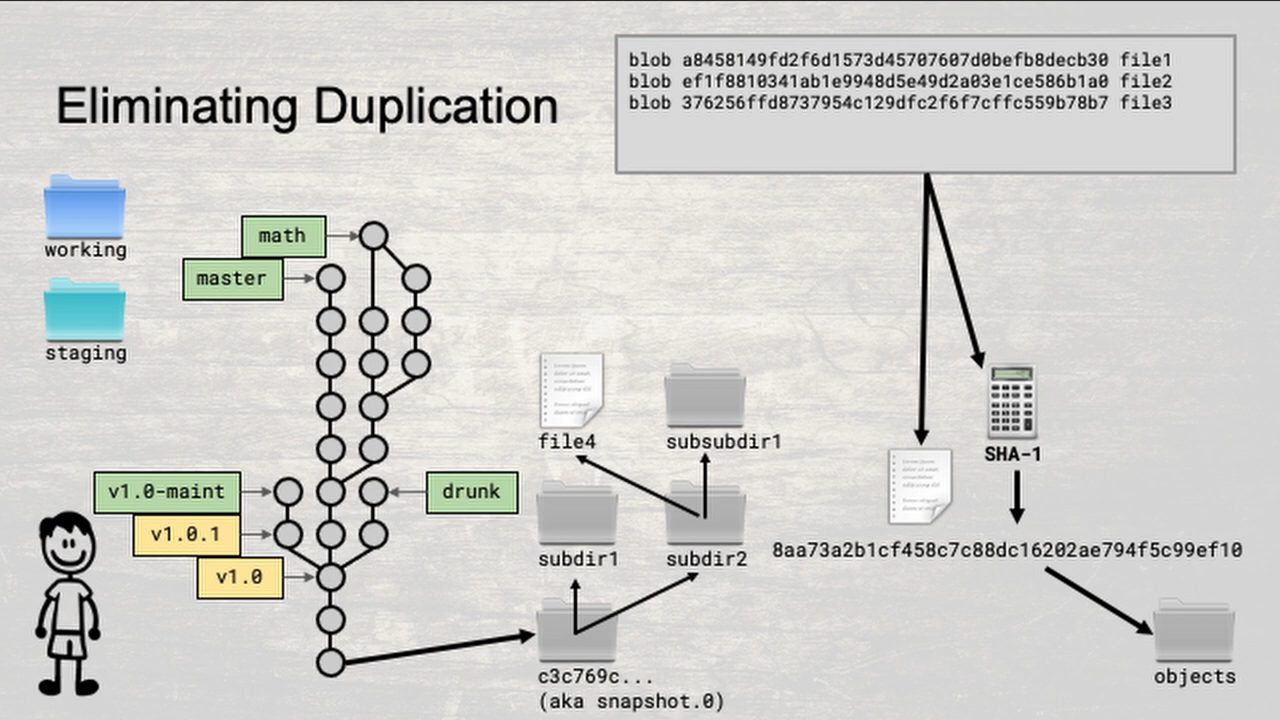 Eliminating Duplication
blob a8458149fd2f6d1573d45707607d0befb8decb30 file1
blob ef1f8810341ab1e9948d5e49d2a03e1ce586b1a0 file2
blob 376256ffd8737954c129dfc2f6f7cffc559b78b7 file3
working
staging
math
master
v1.0-maint
v1.0.1
v1.0
drunk
file4
subsubdir1
subdir1
subdir2
c3c769c...
(aka snapshot.0)
SHA-1
8aa73a2b1cf458c7c88dc16202ae794f5c99ef10
objects